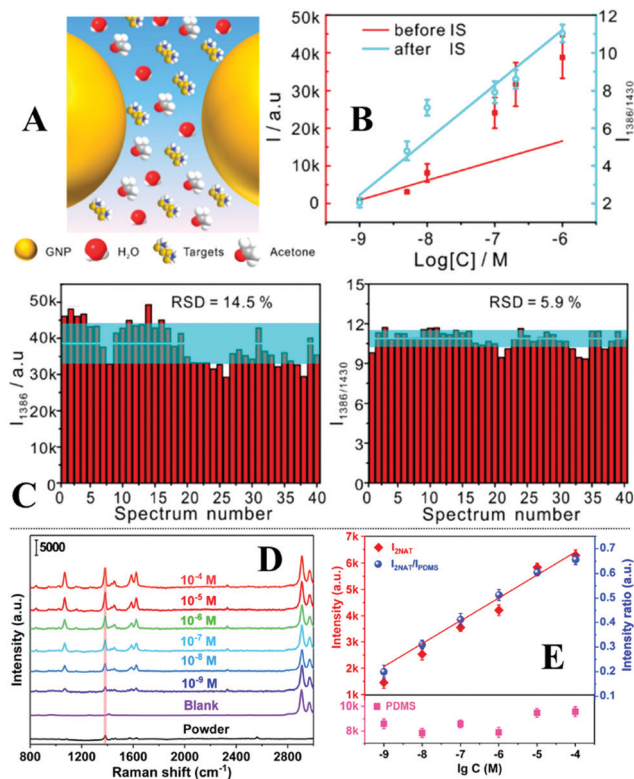 A
GNP
H₂O
Targets
Acetone
B
before IS
after IS
I / a.u
50k
40k
30k
20k
10k
0
I1386/1430
12
10
8
6
4
2
-9
-8
-7
-6
Log[C] / M
C
RSD = 14.5 %
I1386 / a.u
50k
40k
30k
20k
10k
0
0 5 10 15 20 25 30 35 40
Spectrum number
RSD = 5.9 %
I1386/1430
15
12
9
6
3
0
0 5 10 15 20 25 30 35 40
Spectrum number
D
5000
10⁻⁴ M
10⁻⁵ M
10⁻⁶ M
10⁻⁷ M
10⁻⁸ M
10⁻⁹ M
Blank
Powder
Intensity (a.u.)
800 1200 1600 2000 2400 2800
Raman shift (cm⁻¹)
E
I2NAT
I2NAT/IPDMS
Intensity (a.u.)
7k
6k
5k
4k
3k
2k
1k
Intensity ratio (a.u.)
0.7
0.6
0.5
0.4
0.3
0.2
0.1
PDMS
10k
8k
-9 -8 -7 -6 -5 -4
lg C (M)